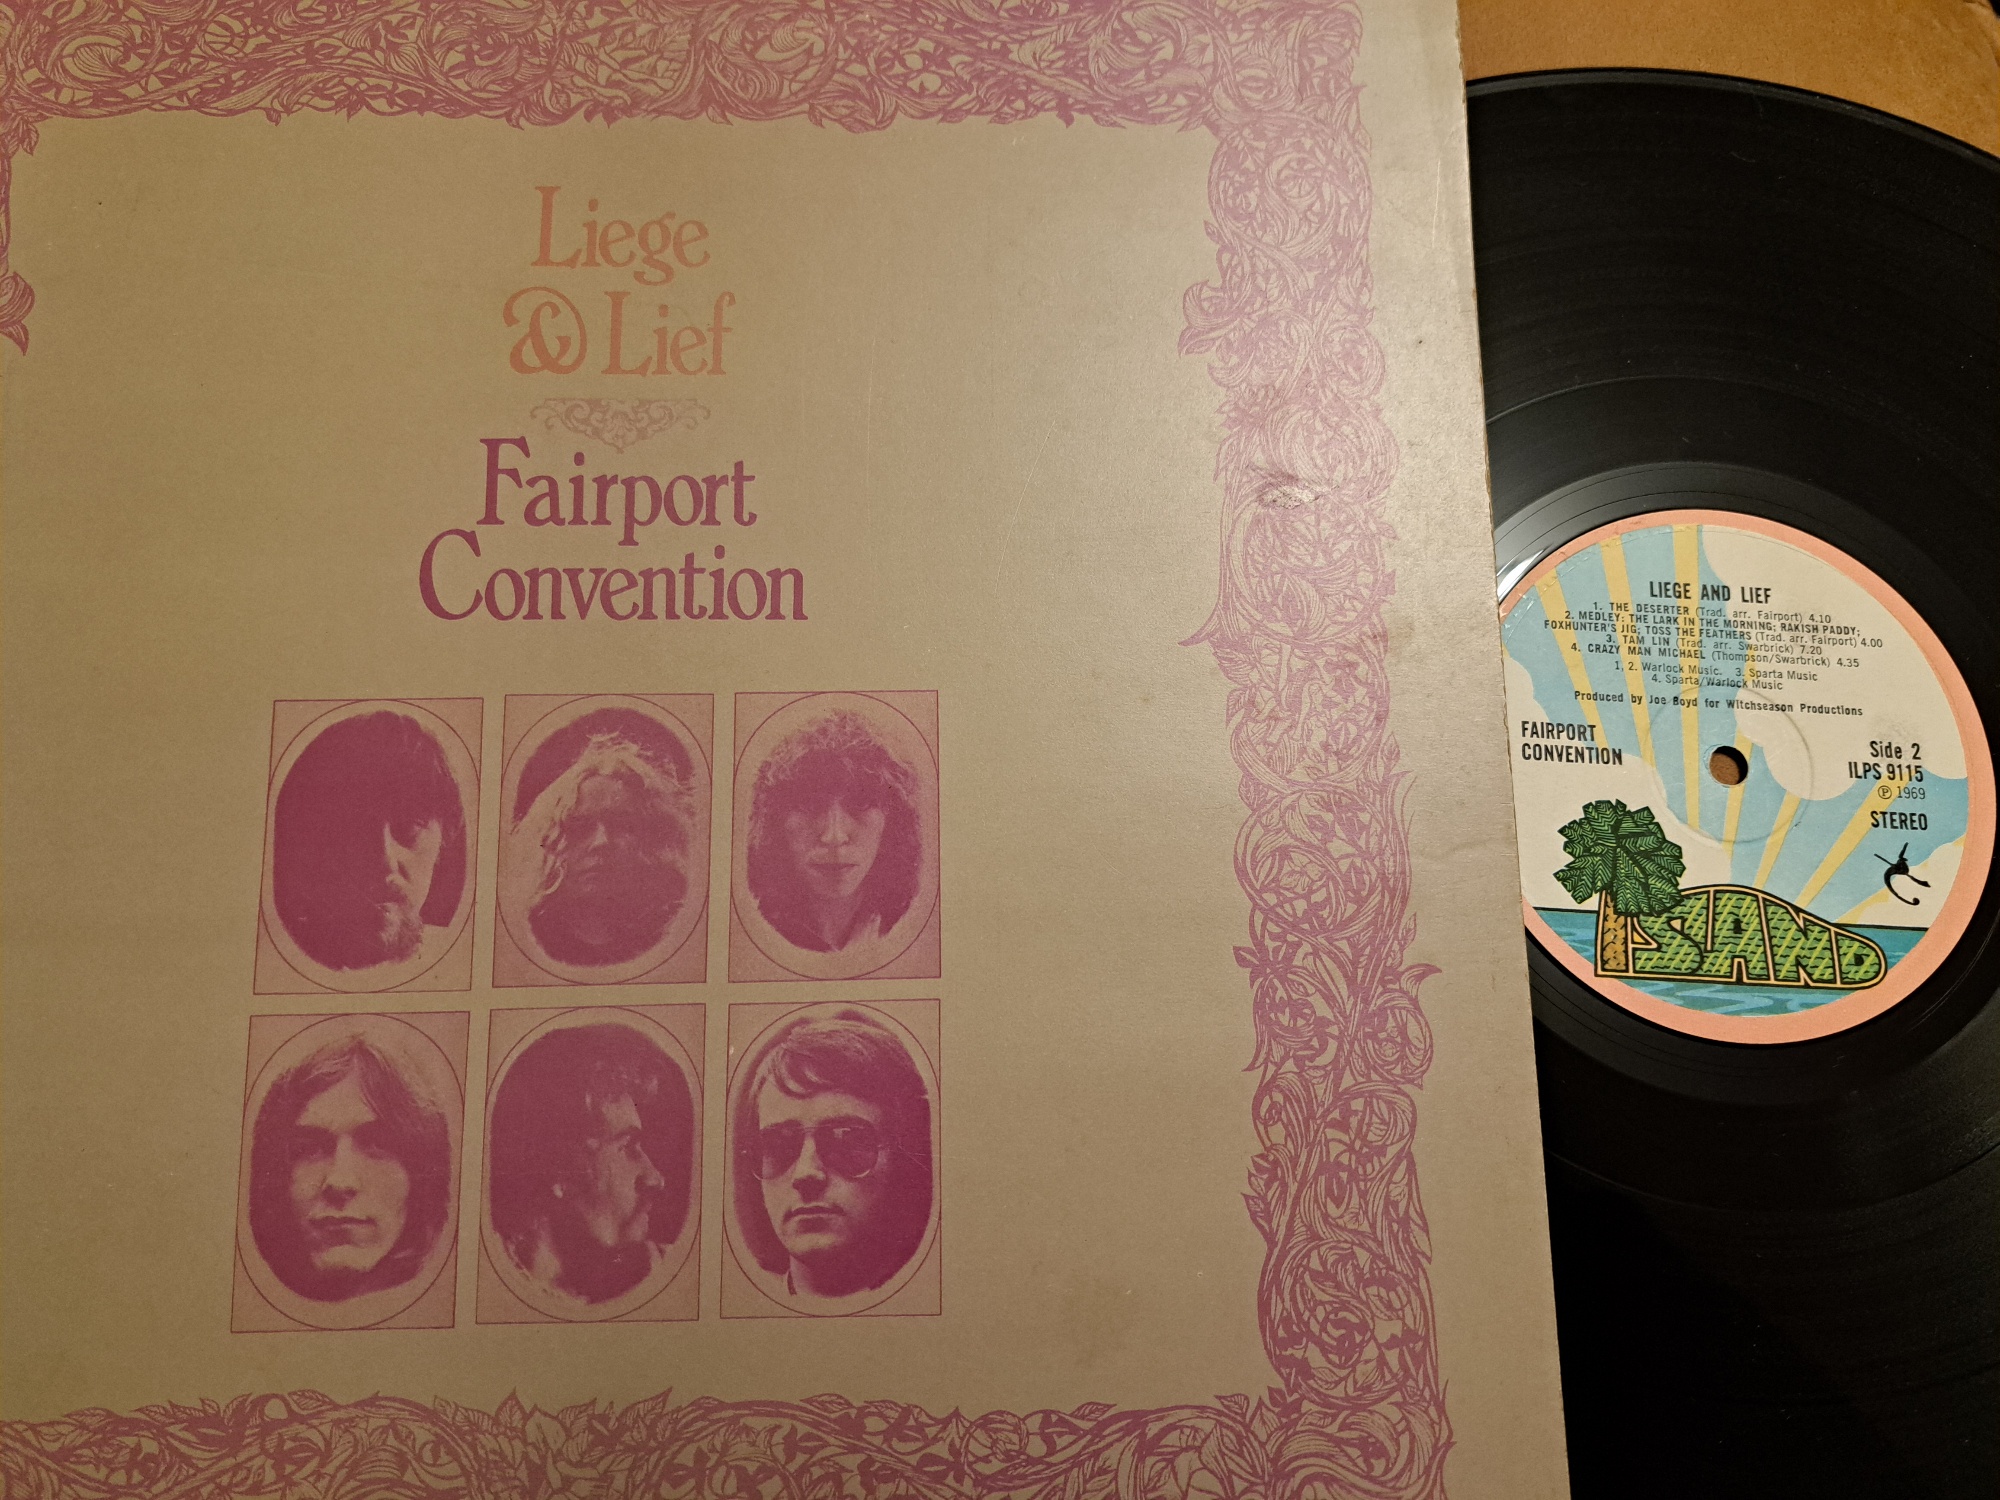 Liege
& Lief
Fairport
Convention
LIEGE AND LIEF
1. THE DESERTER (Trad. arr. Fairport) 4.10
2. MEDLEY: THE LARK IN THE MORNING; RAKISH PADDY;
FOXHUNTER'S JIG; TOSS THE FEATHERS (Trad. arr. Fairport) 4.00
3. TAM LIN (Trad. arr. Swarbrick) 7.20
4. CRAZY MAN MICHAEL (Thompson/Swarbrick) 4.35
1, 2. Warlock Music. 3. Sparta Music
4. Sparta/Warlock Music
Produced by Joe Boyd for Witchseason Productions
FAIRPORT
CONVENTION
Side 2
ILPS 9115
℗ 1969
STEREO
ISLAND